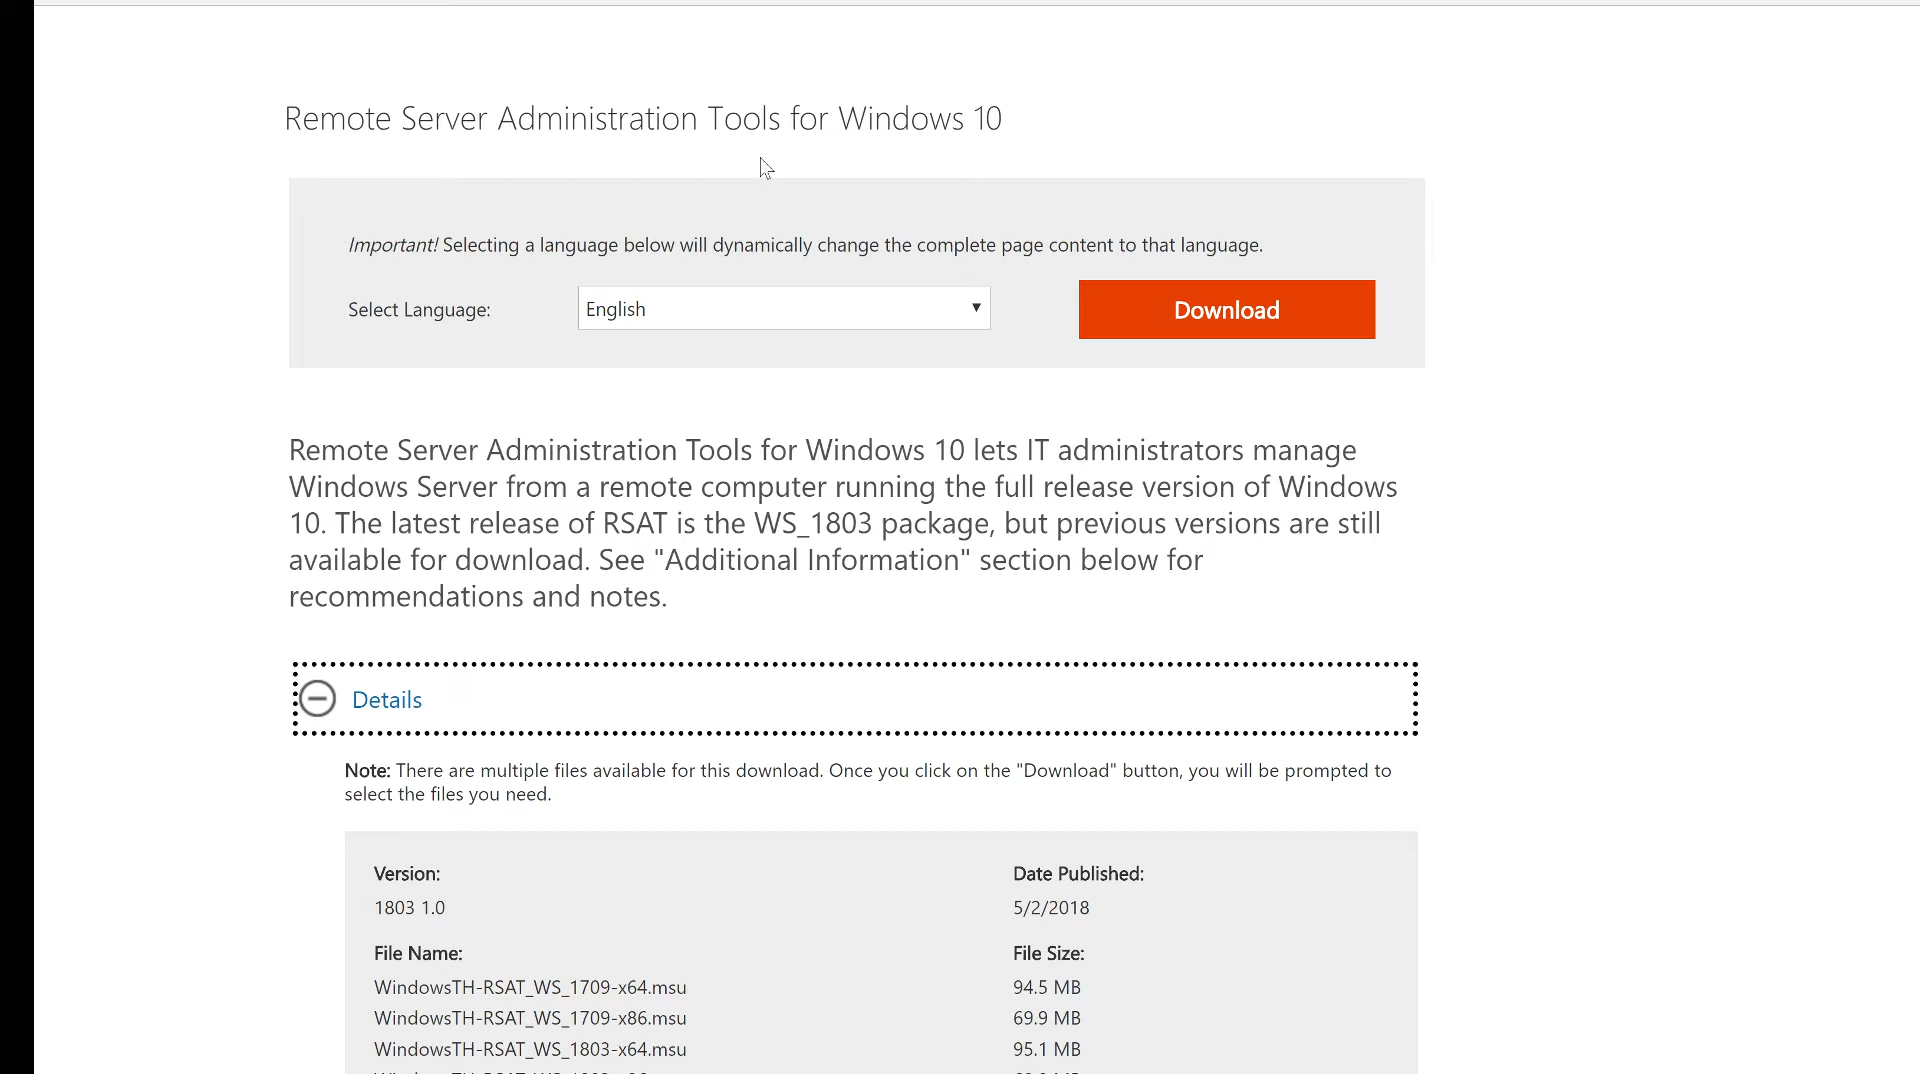 Remote Server Administration Tools for Windows 10
Important! Selecting a language below will dynamically change the complete page content to that language.
Select Language:
English
Download
Remote Server Administration Tools for Windows 10 lets IT administrators manage
Windows Server from a remote computer running the full release version of Windows
10. The latest release of RSAT is the WS_1803 package, but previous versions are still
available for download. See "Additional Information" section below for
recommendations and notes.
Details
Note: There are multiple files available for this download. Once you click on the "Download" button, you will be prompted to
select the files you need.
Version:
Date Published:
1803 1.0
5/2/2018
File Name:
File Size:
WindowsTH-RSAT_WS_1709-x64.msu
94.5 MB
WindowsTH-RSAT_WS_1709-x86.msu
69.9 MB
WindowsTH-RSAT_WS_1803-x64.msu
95.1 MB